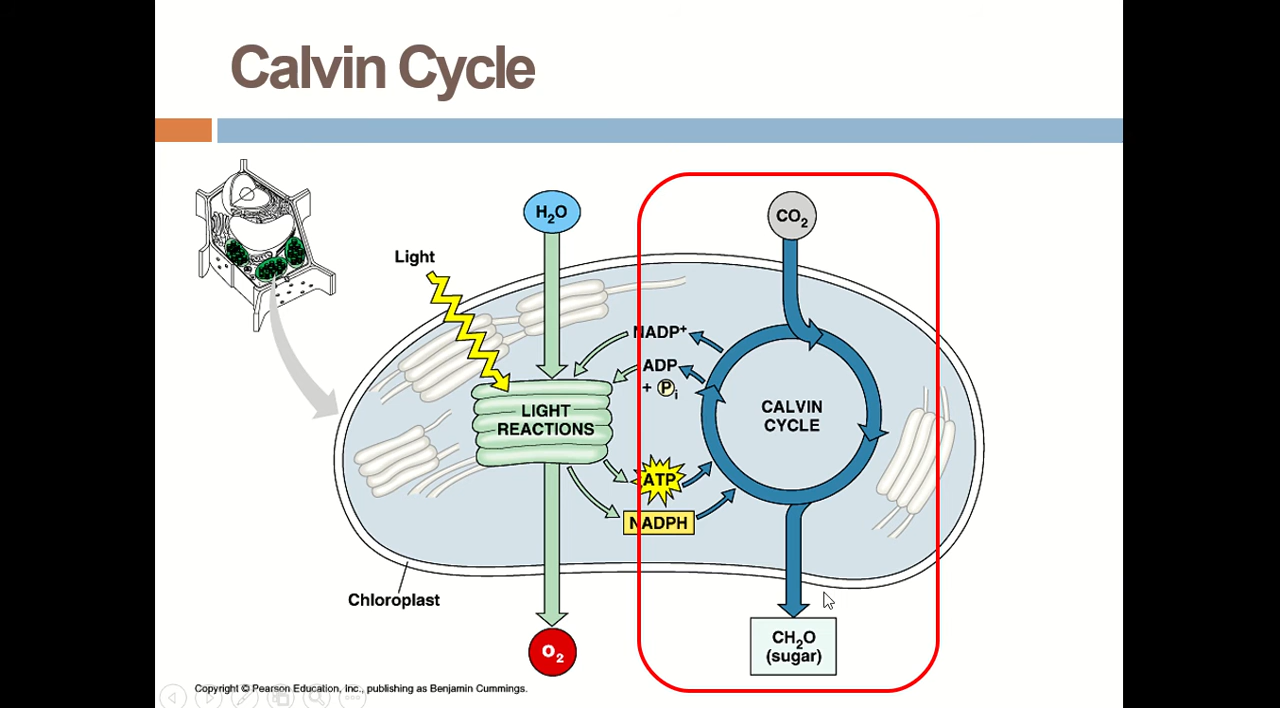 Calvin Cycle
H₂O
CO₂
Light
NADP⁺
ADP
+ Pᵢ
LIGHT
REACTIONS
CALVIN
CYCLE
ATP
NADPH
Chloroplast
O₂
CH₂O
(sugar)
Copyright © Pearson Education, Inc., publishing as Benjamin Cummings.